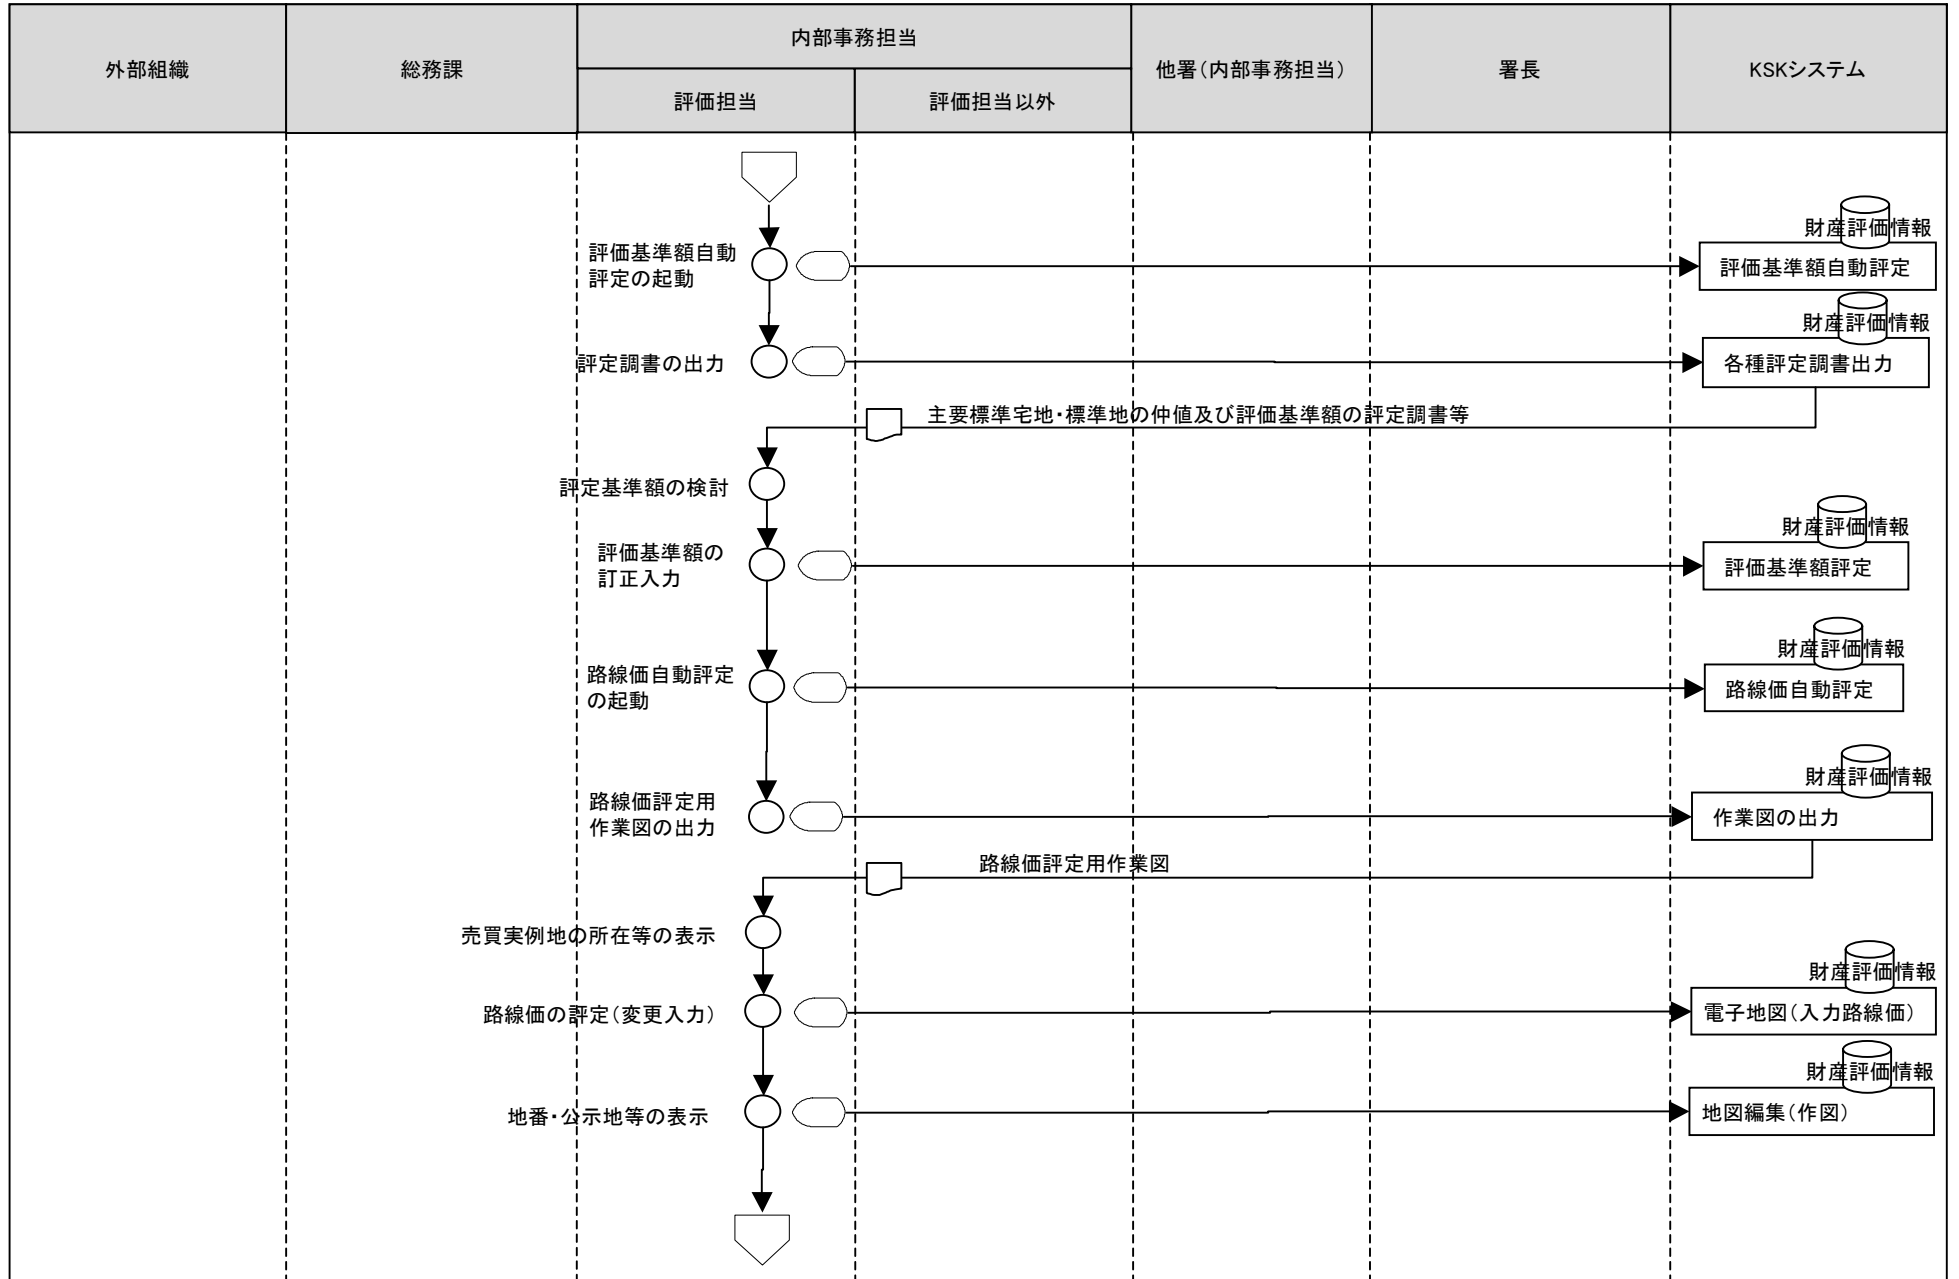 外部組織
総務課
内部事務担当
評価担当
評価担当以外
他署(内部事務担当)
署長
KSKシステム
財産評価情報
評価基準額自動
評定の起動
評価基準額自動評定
財産評価情報
評定調書の出力
各種評定調書出力
主要標準宅地・標準地の仲値及び評価基準額の評定調書等
評定基準額の検討
財産評価情報
評価基準額の
訂正入力
評価基準額評定
財産評価情報
路線価自動評定
の起動
路線価自動評定
財産評価情報
路線価評定用
作業図の出力
作業図の出力
路線価評定用作業図
売買実例地の所在等の表示
財産評価情報
路線価の評定(変更入力)
電子地図(入力路線価)
財産評価情報
地番・公示地等の表示
地図編集(作図)